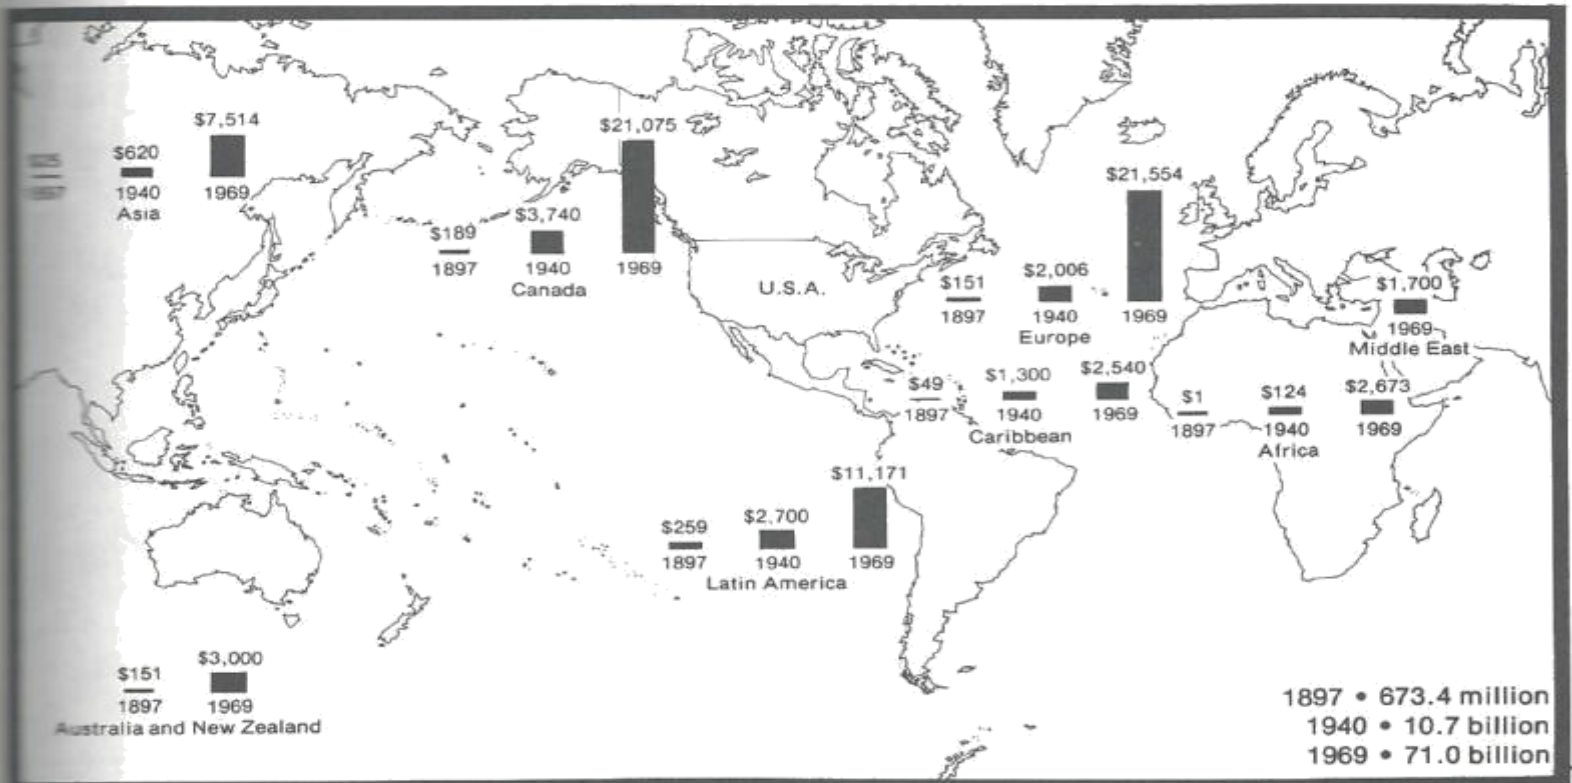 $7,514
$620
$25
1897 1940 1969
Asia
$21,075
$3,740
$189
1897 1940 1969
Canada
U.S.A.
$21,554
$2,006
$151
1897 1940 1969
Europe
$1,700
1969
Middle East
$2,540
$1,300
$49
1897 1940 1969
Caribbean
$2,673
$124
$1
1897 1940 1969
Africa
$11,171
$2,700
$259
1897 1940 1969
Latin America
$3,000
$151
1897 1969
Australia and New Zealand
1897 • 673.4 million
1940 • 10.7 billion
1969 • 71.0 billion